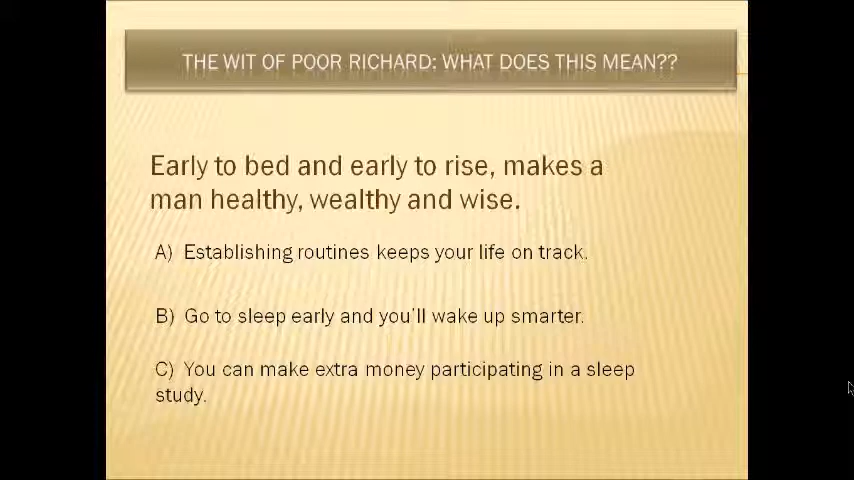 THE WIT OF POOR RICHARD: WHAT DOES THIS MEAN??
Early to bed and early to rise, makes a
man healthy, wealthy and wise.
A) Establishing routines keeps your life on track.
B) Go to sleep early and you'll wake up smarter.
C) You can make extra money participating in a sleep
study.